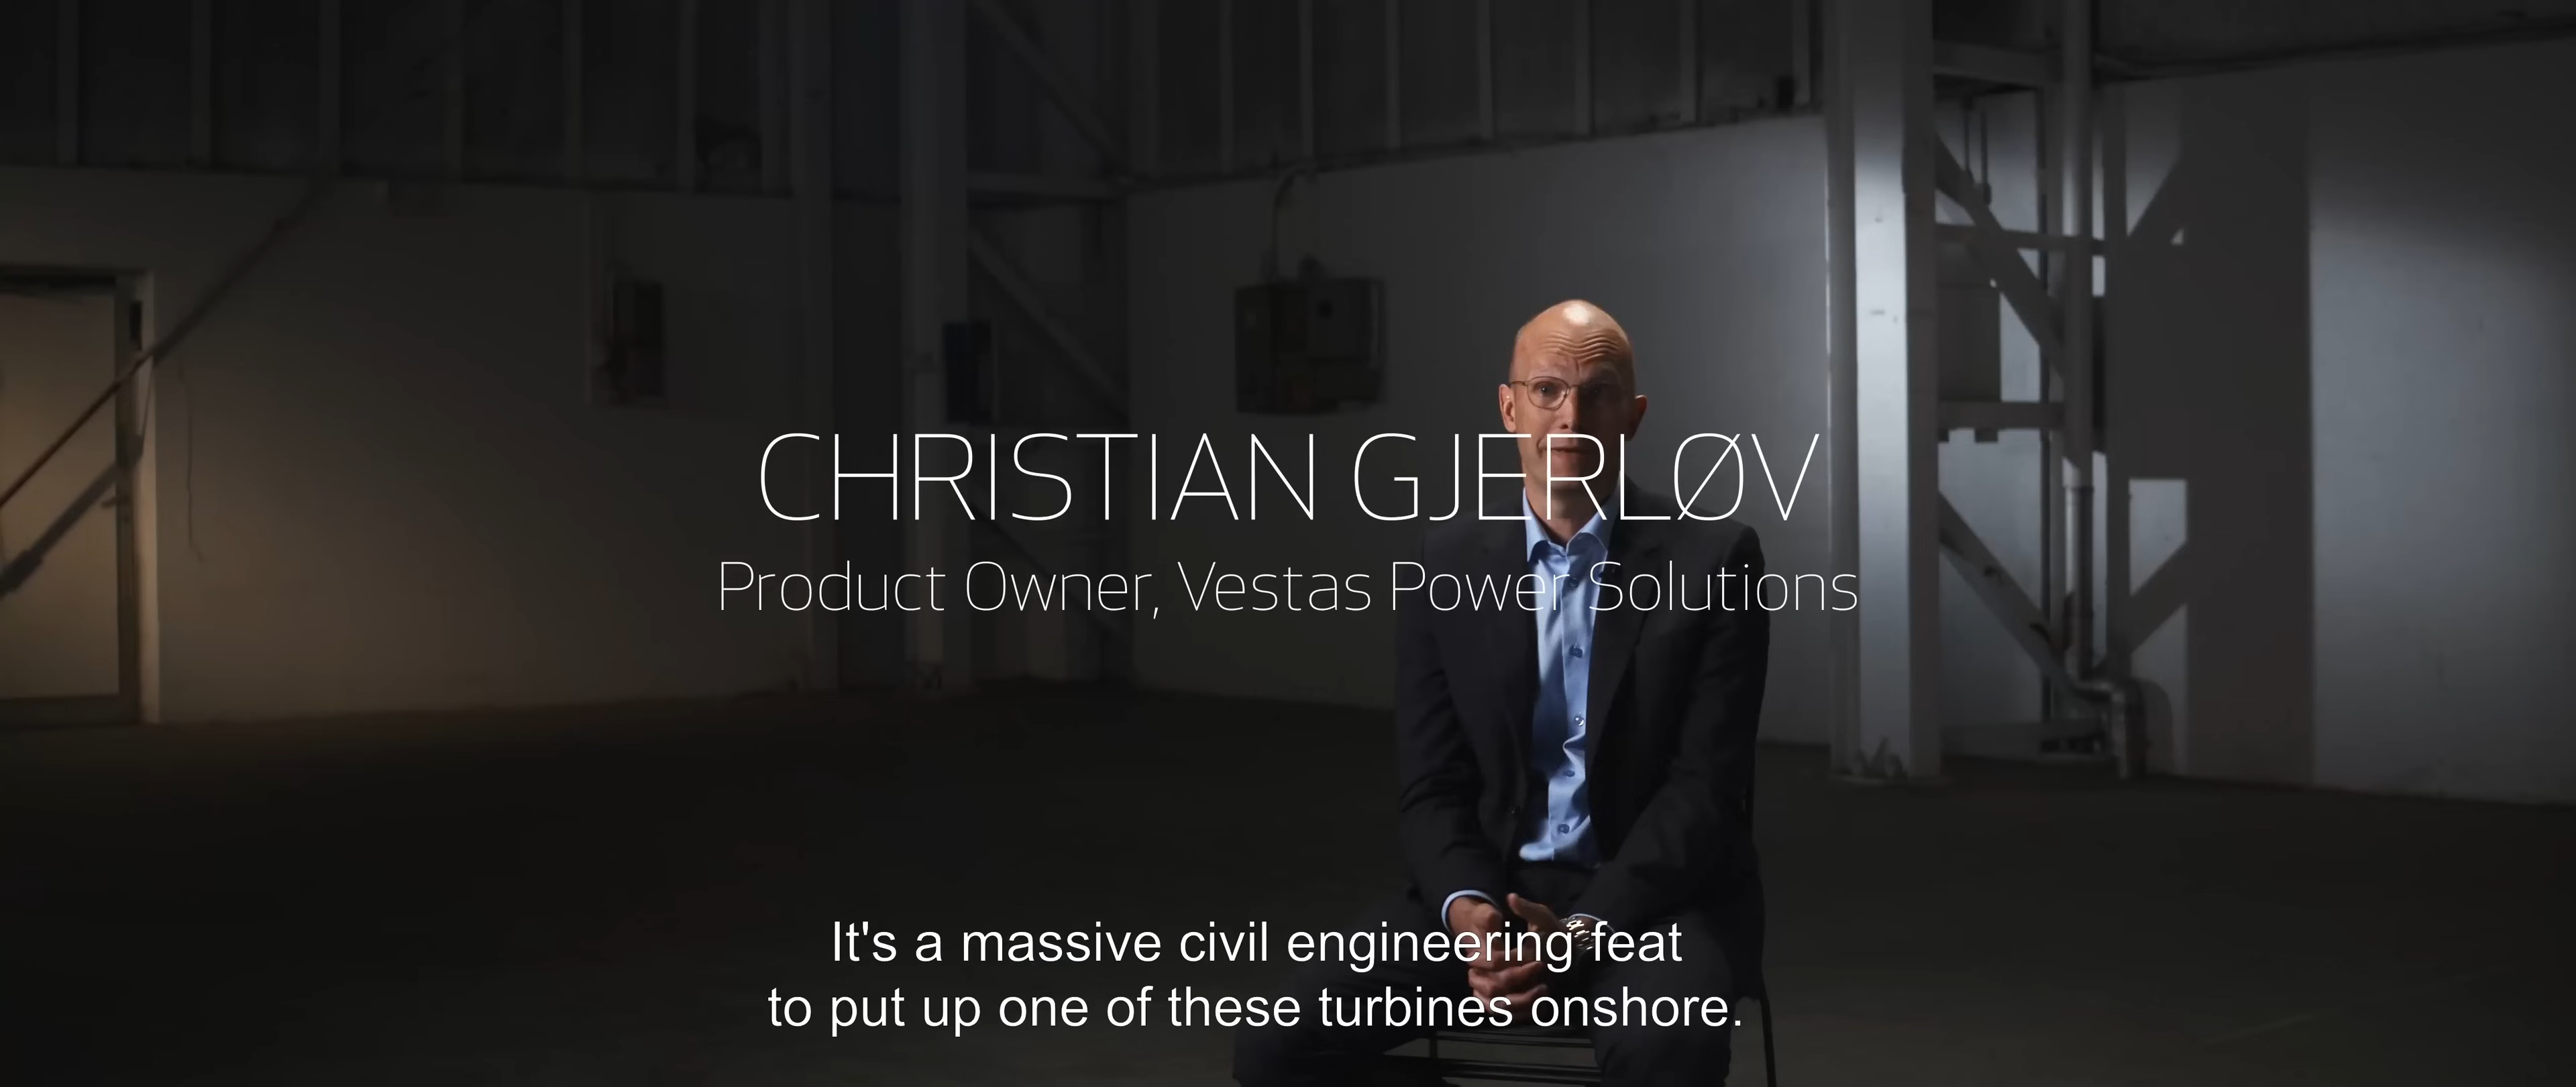 CHRISTIAN GJERLØV
Product Owner, Vestas Power Solutions
It's a massive civil engineering feat
to put up one of these turbines onshore.